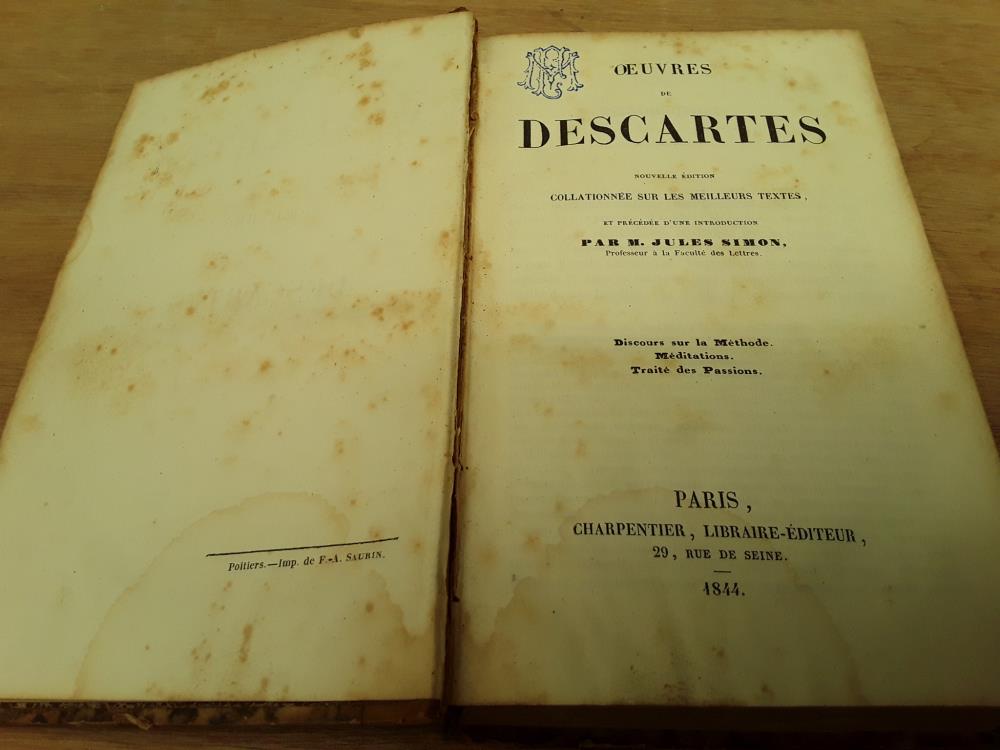 Poitiers.—Imp. de F.-A. SAURIN.
OEUVRES
DE
DESCARTES
NOUVELLE ÉDITION
COLLATIONNÉE SUR LES MEILLEURS TEXTES,
ET PRÉCÉDÉE D'UNE INTRODUCTION
PAR M. JULES SIMON,
Professeur à la Faculté des Lettres.
Discours sur la Méthode.
Méditations.
Traité des Passions.
PARIS,
CHARPENTIER, LIBRAIRE-ÉDITEUR,
29, RUE DE SEINE.
1844.